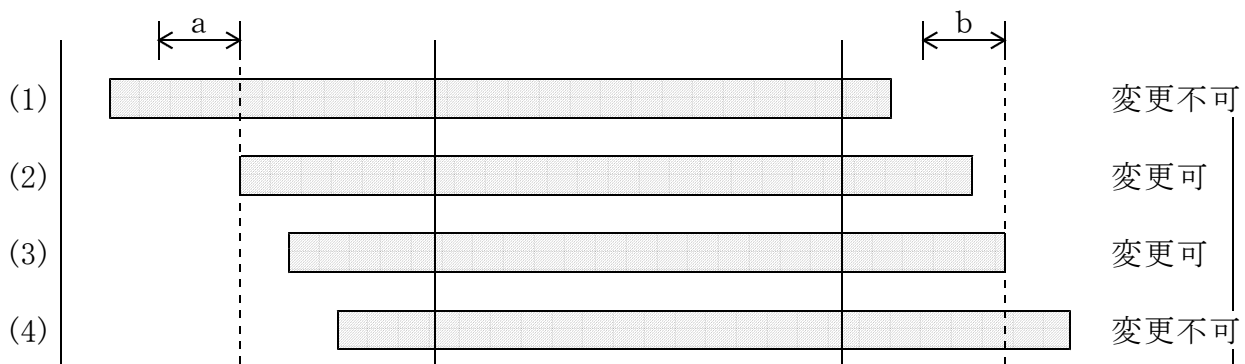 a b
(1) 変更不可
(2) 変更可
(3) 変更可
(4) 変更不可